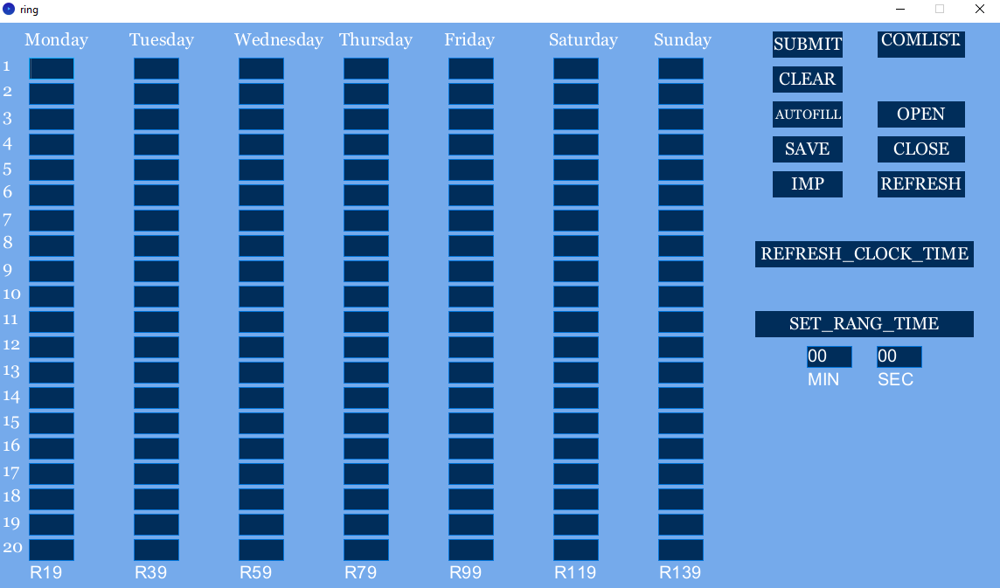 ring
Monday Tuesday Wednesday Thursday Friday Saturday Sunday
SUBMIT COMLIST.
1
CLEAR
2
AUTOFILL OPEN
3
4
SAVE CLOSE
5
6
IMP REFRESH
7
8
REFRESH_CLOCK_TIME
9
10
11
SET_RANG_TIME
12
00 00
13
MIN SEC
14
15
16
17
18
19
20
R19 R39 R59 R79 R99 R119 R139